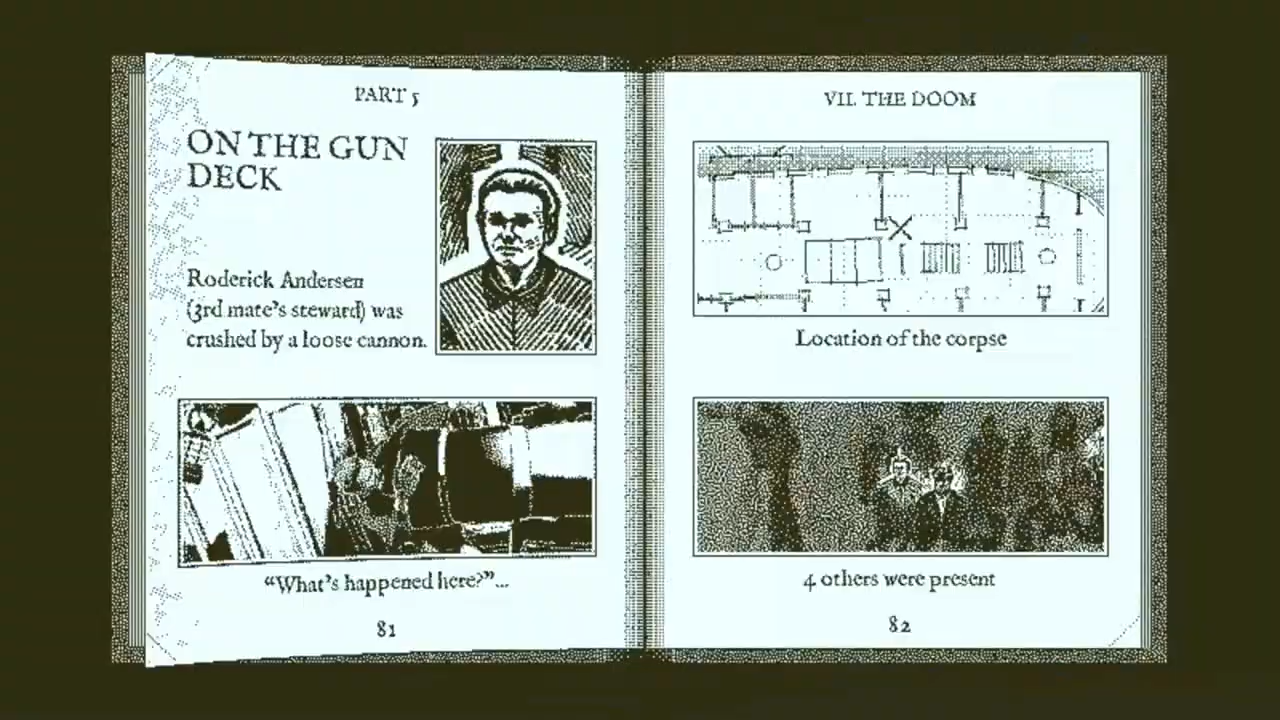 PART 5
ON THE GUN
DECK
Roderick Andersen
(3rd mate's steward) was
crushed by a loose cannon.
"What's happened here?"...
81
VII. THE DOOM
Location of the corpse
4 others were present
82